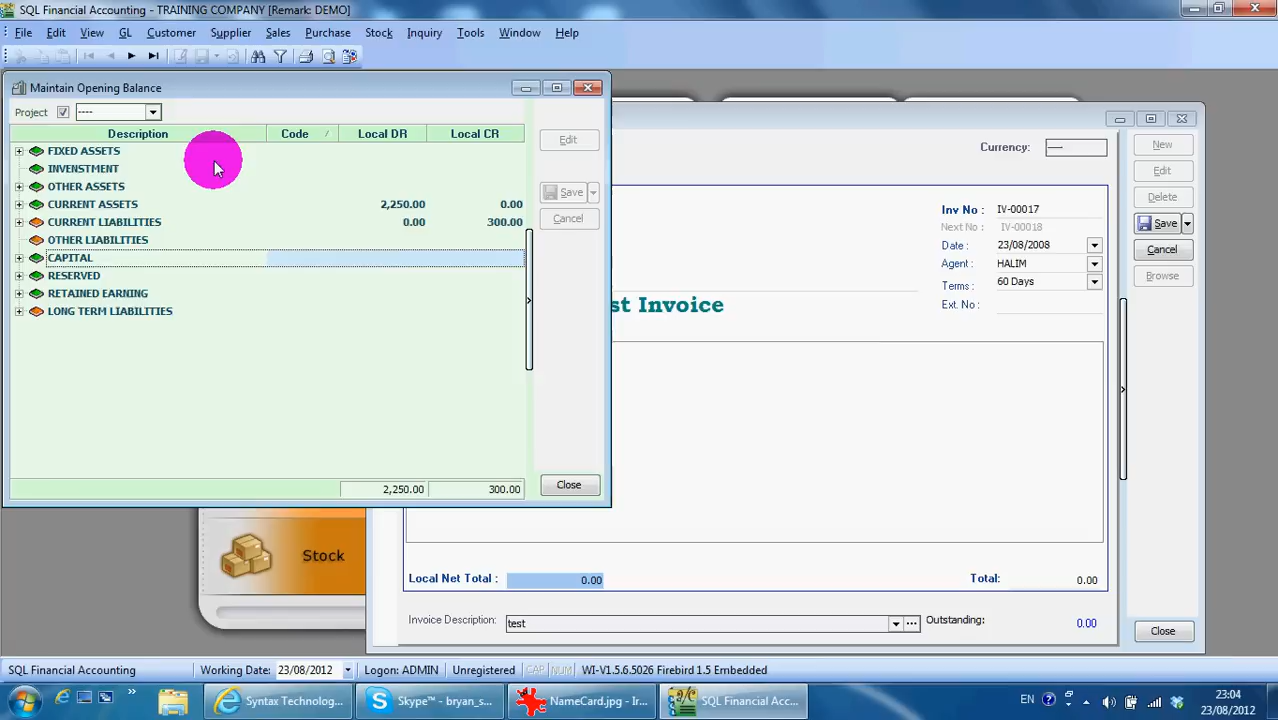 SQL Financial Accounting - TRAINING COMPANY [Remark: DEMO]
File Edit View GL Customer Supplier Sales Purchase Stock Inquiry Tools Window Help
Maintain Opening Balance
Project ----
Description Code Local DR Local CR
FIXED ASSETS
INVENSTMENT
OTHER ASSETS
CURRENT ASSETS 2,250.00 0.00
CURRENT LIABILITIES 0.00 300.00
OTHER LIABILITIES
CAPITAL
RESERVED
RETAINED EARNING
LONG TERM LIABILITIES
2,250.00 300.00
Edit
Save
Cancel
Close
Currency: ----
Inv No : IV-00017
Next No : IV-00018
Date : 23/08/2008
Agent : HALIM
Terms : 60 Days
Ext. No :
st Invoice
New
Edit
Delete
Save
Cancel
Browse
Local Net Total : 0.00 Total: 0.00
Invoice Description: test Outstanding: 0.00
Close
Stock
SQL Financial Accounting Working Date: 23/08/2012 Logon: ADMIN Unregistered CAP NUM WI-V1.5.6.5026 Firebird 1.5 Embedded
Syntax Technolog... Skype™ - bryan_s... NameCard.jpg - Ir... SQL Financial Acc... EN 23:04
23/08/2012